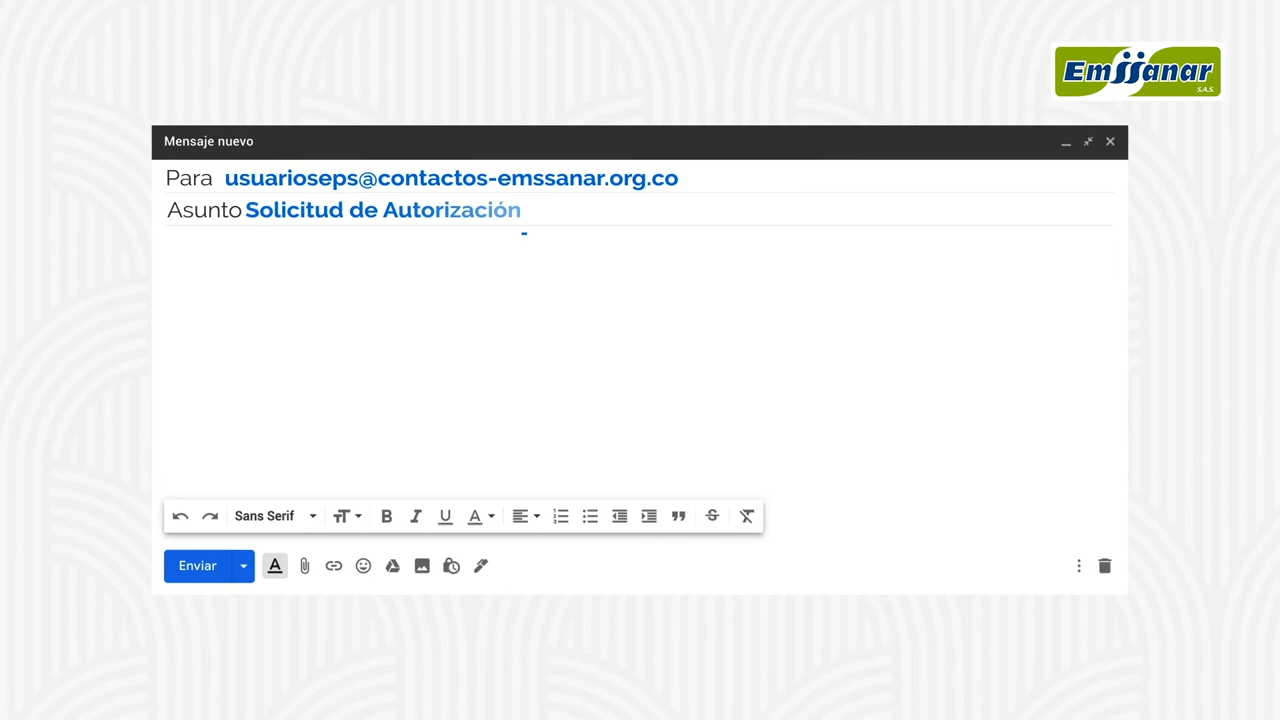 Emssanar
S.A.S.
Mensaje nuevo
Para usuarioseps@contactos-emssanar.org.co
Asunto Solicitud de Autorización
-
Sans Serif
Enviar